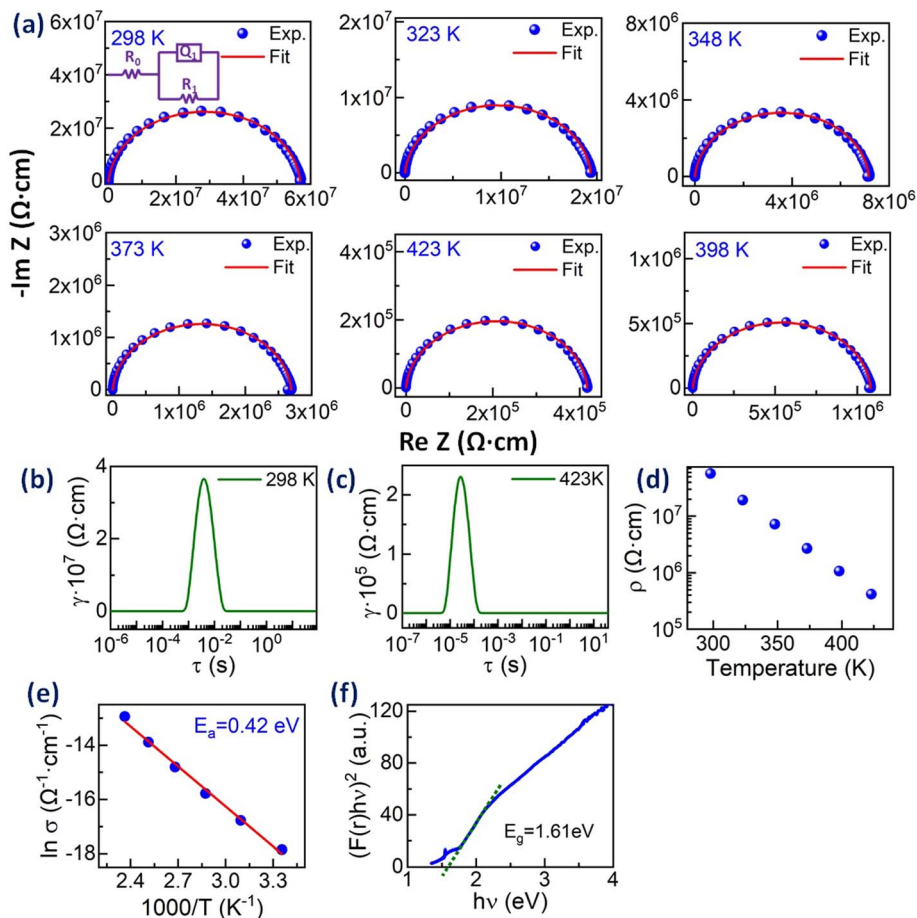 (a)
298 K
Exp.
Fit
R0
Q1
R1
6x10^7
4x10^7
2x10^7
0
0 2x10^7 4x10^7 6x10^7
323 K
Exp.
Fit
2x10^7
1x10^7
0
0 1x10^7 2x10^7
348 K
Exp.
Fit
8x10^6
4x10^6
0
0 4x10^6 8x10^6
-Im Z (Ω·cm)
373 K
Exp.
Fit
3x10^6
2x10^6
1x10^6
0
0 1x10^6 2x10^6 3x10^6
423 K
Exp.
Fit
4x10^5
2x10^5
0
0 2x10^5 4x10^5
398 K
Exp.
Fit
1x10^6
5x10^5
0
0 5x10^5 1x10^6
Re Z (Ω·cm)
(b)
298 K
γ·10^7 (Ω·cm)
4
2
0
10^-6 10^-4 10^-2 10^0
τ (s)
(c)
423K
γ·10^5 (Ω·cm)
2
1
0
10^-7 10^-5 10^-3 10^-1 10^1
τ (s)
(d)
ρ (Ω·cm)
10^7
10^6
10^5
300 350 400
Temperature (K)
(e)
Ea=0.42 eV
ln σ (Ω^-1·cm^-1)
-14
-16
-18
2.4 2.7 3.0 3.3
1000/T (K^-1)
(f)
(F(r)hν)^2 (a.u.)
120
80
40
0
Eg=1.61eV
1 2 3 4
hν (eV)